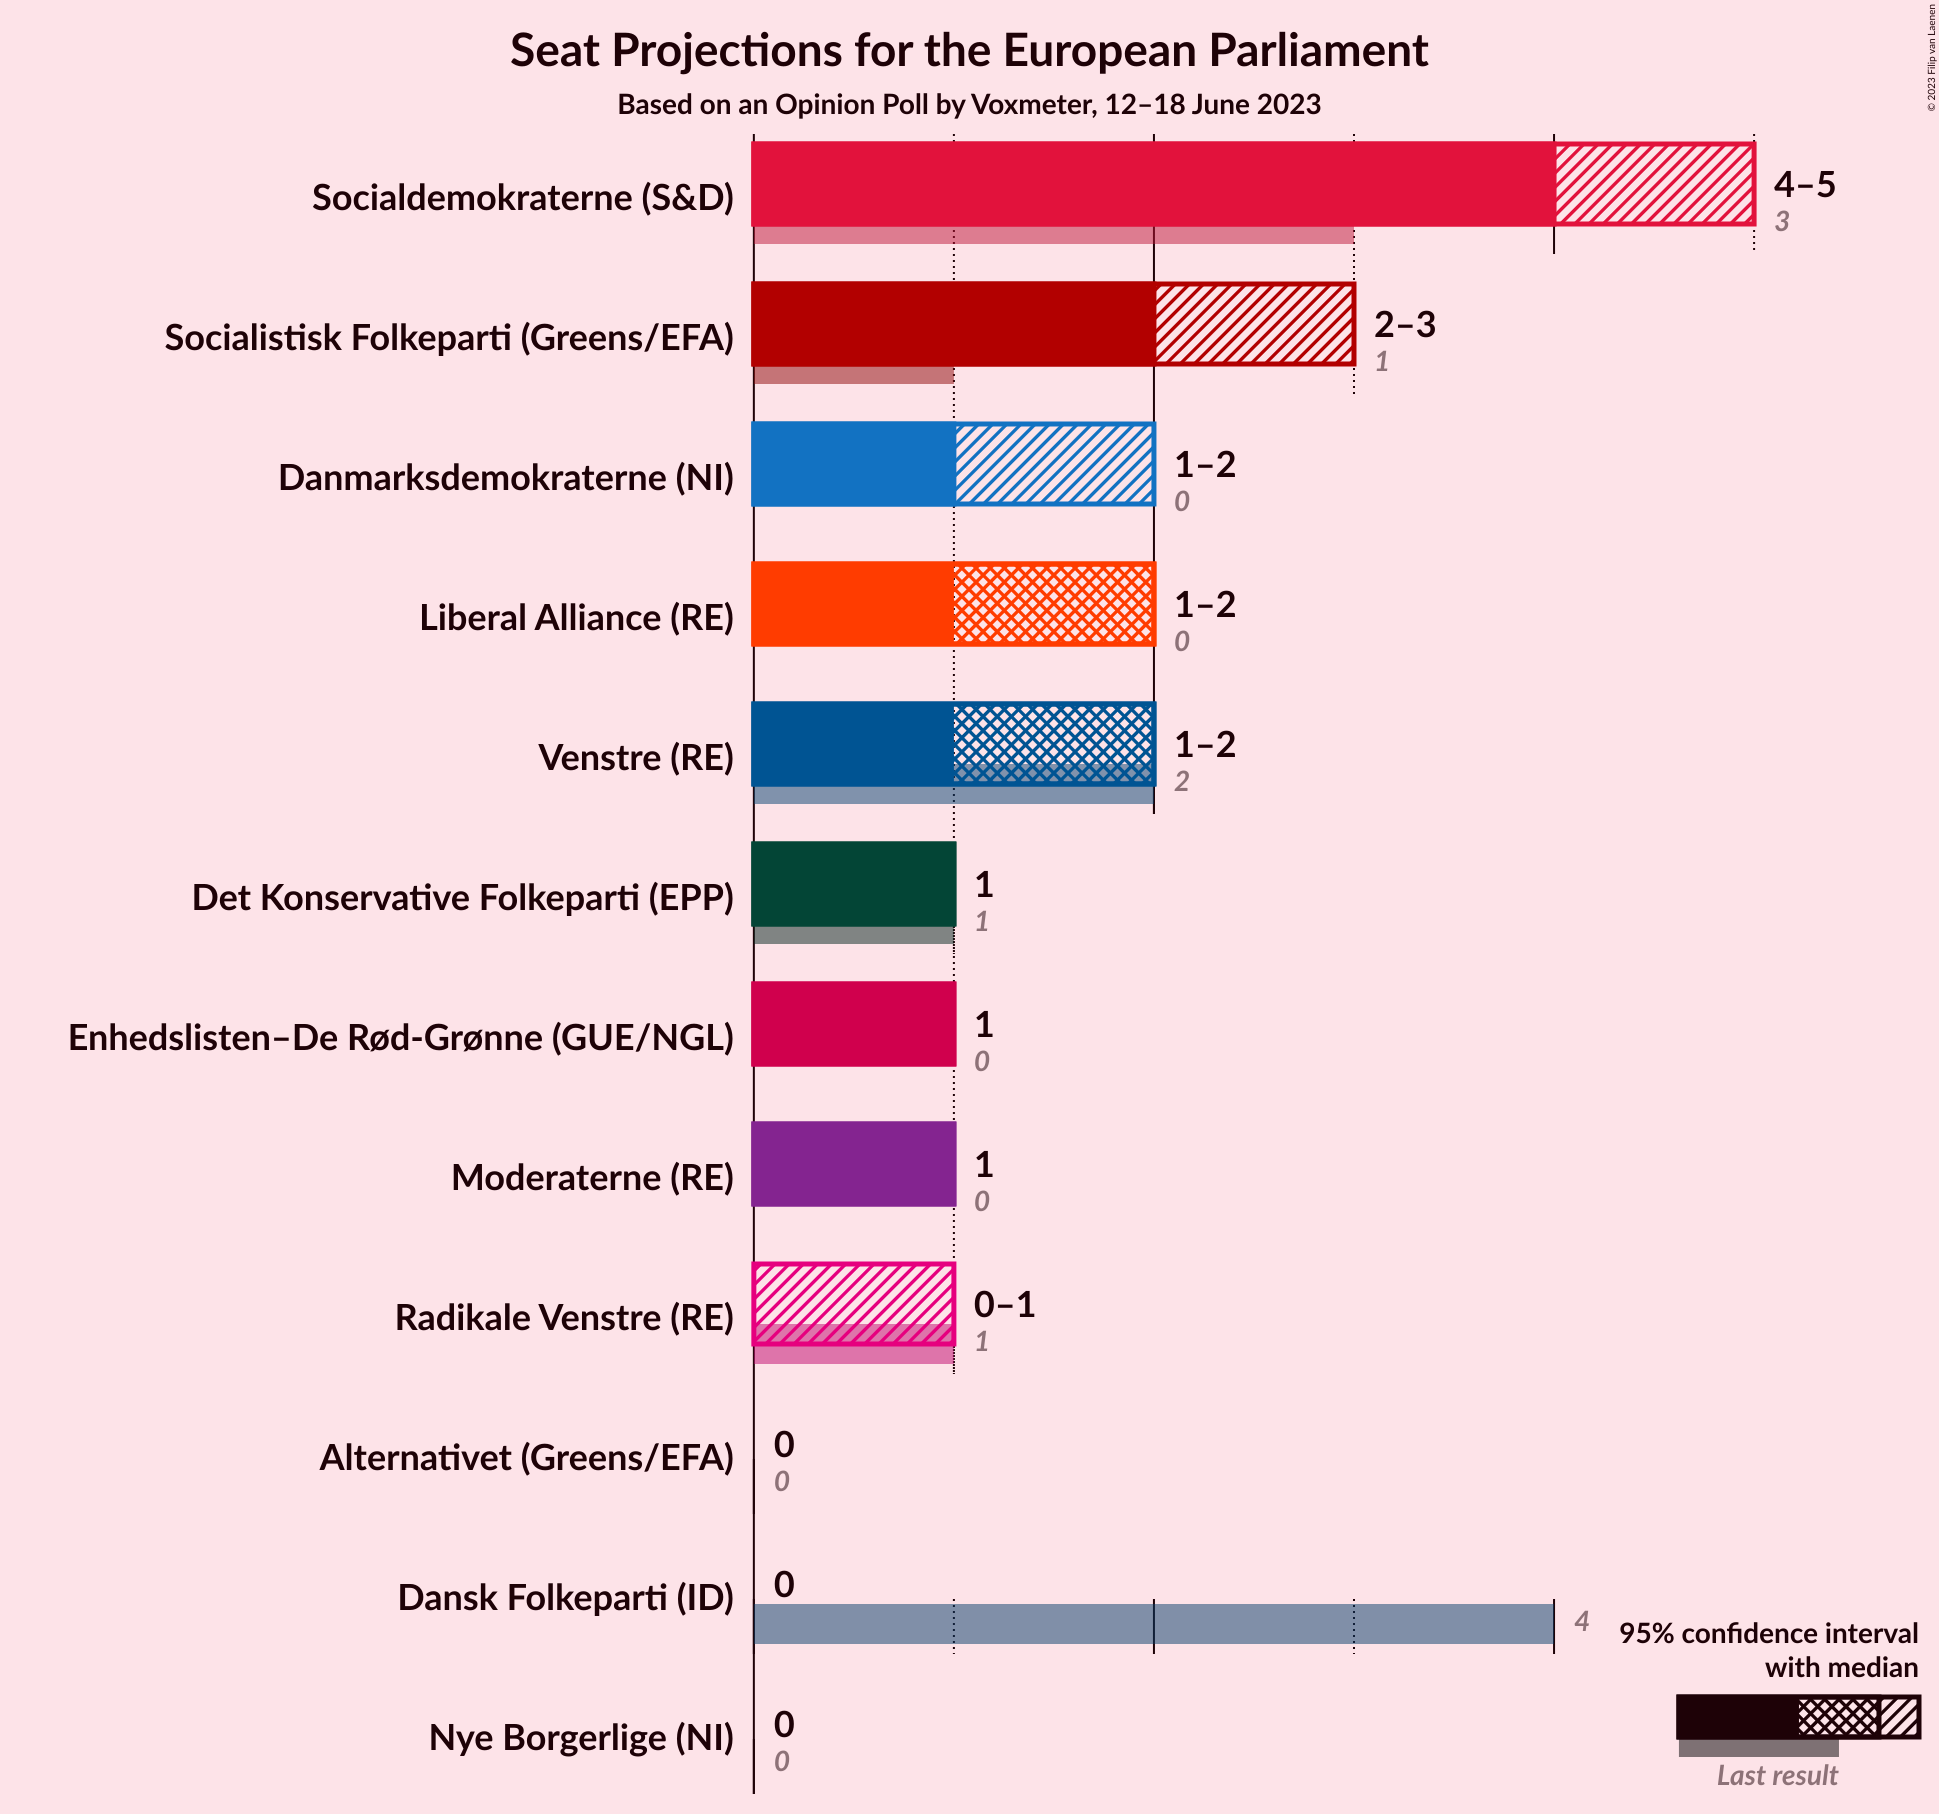 Seat Projections for the European Parliament
Based on an Opinion Poll by Voxmeter, 12–18 June 2023
© 2023 Filip van Laenen
Socialdemokraterne (S&D)
4–5
3
Socialistisk Folkeparti (Greens/EFA)
2–3
1
Danmarksdemokraterne (NI)
1–2
0
Liberal Alliance (RE)
1–2
0
Venstre (RE)
1–2
2
Det Konservative Folkeparti (EPP)
1
1
Enhedslisten–De Rød-Grønne (GUE/NGL)
1
0
Moderaterne (RE)
1
0
Radikale Venstre (RE)
0–1
1
Alternativet (Greens/EFA)
0
0
Dansk Folkeparti (ID)
0
4
Nye Borgerlige (NI)
0
0
95% confidence interval
with median
Last result